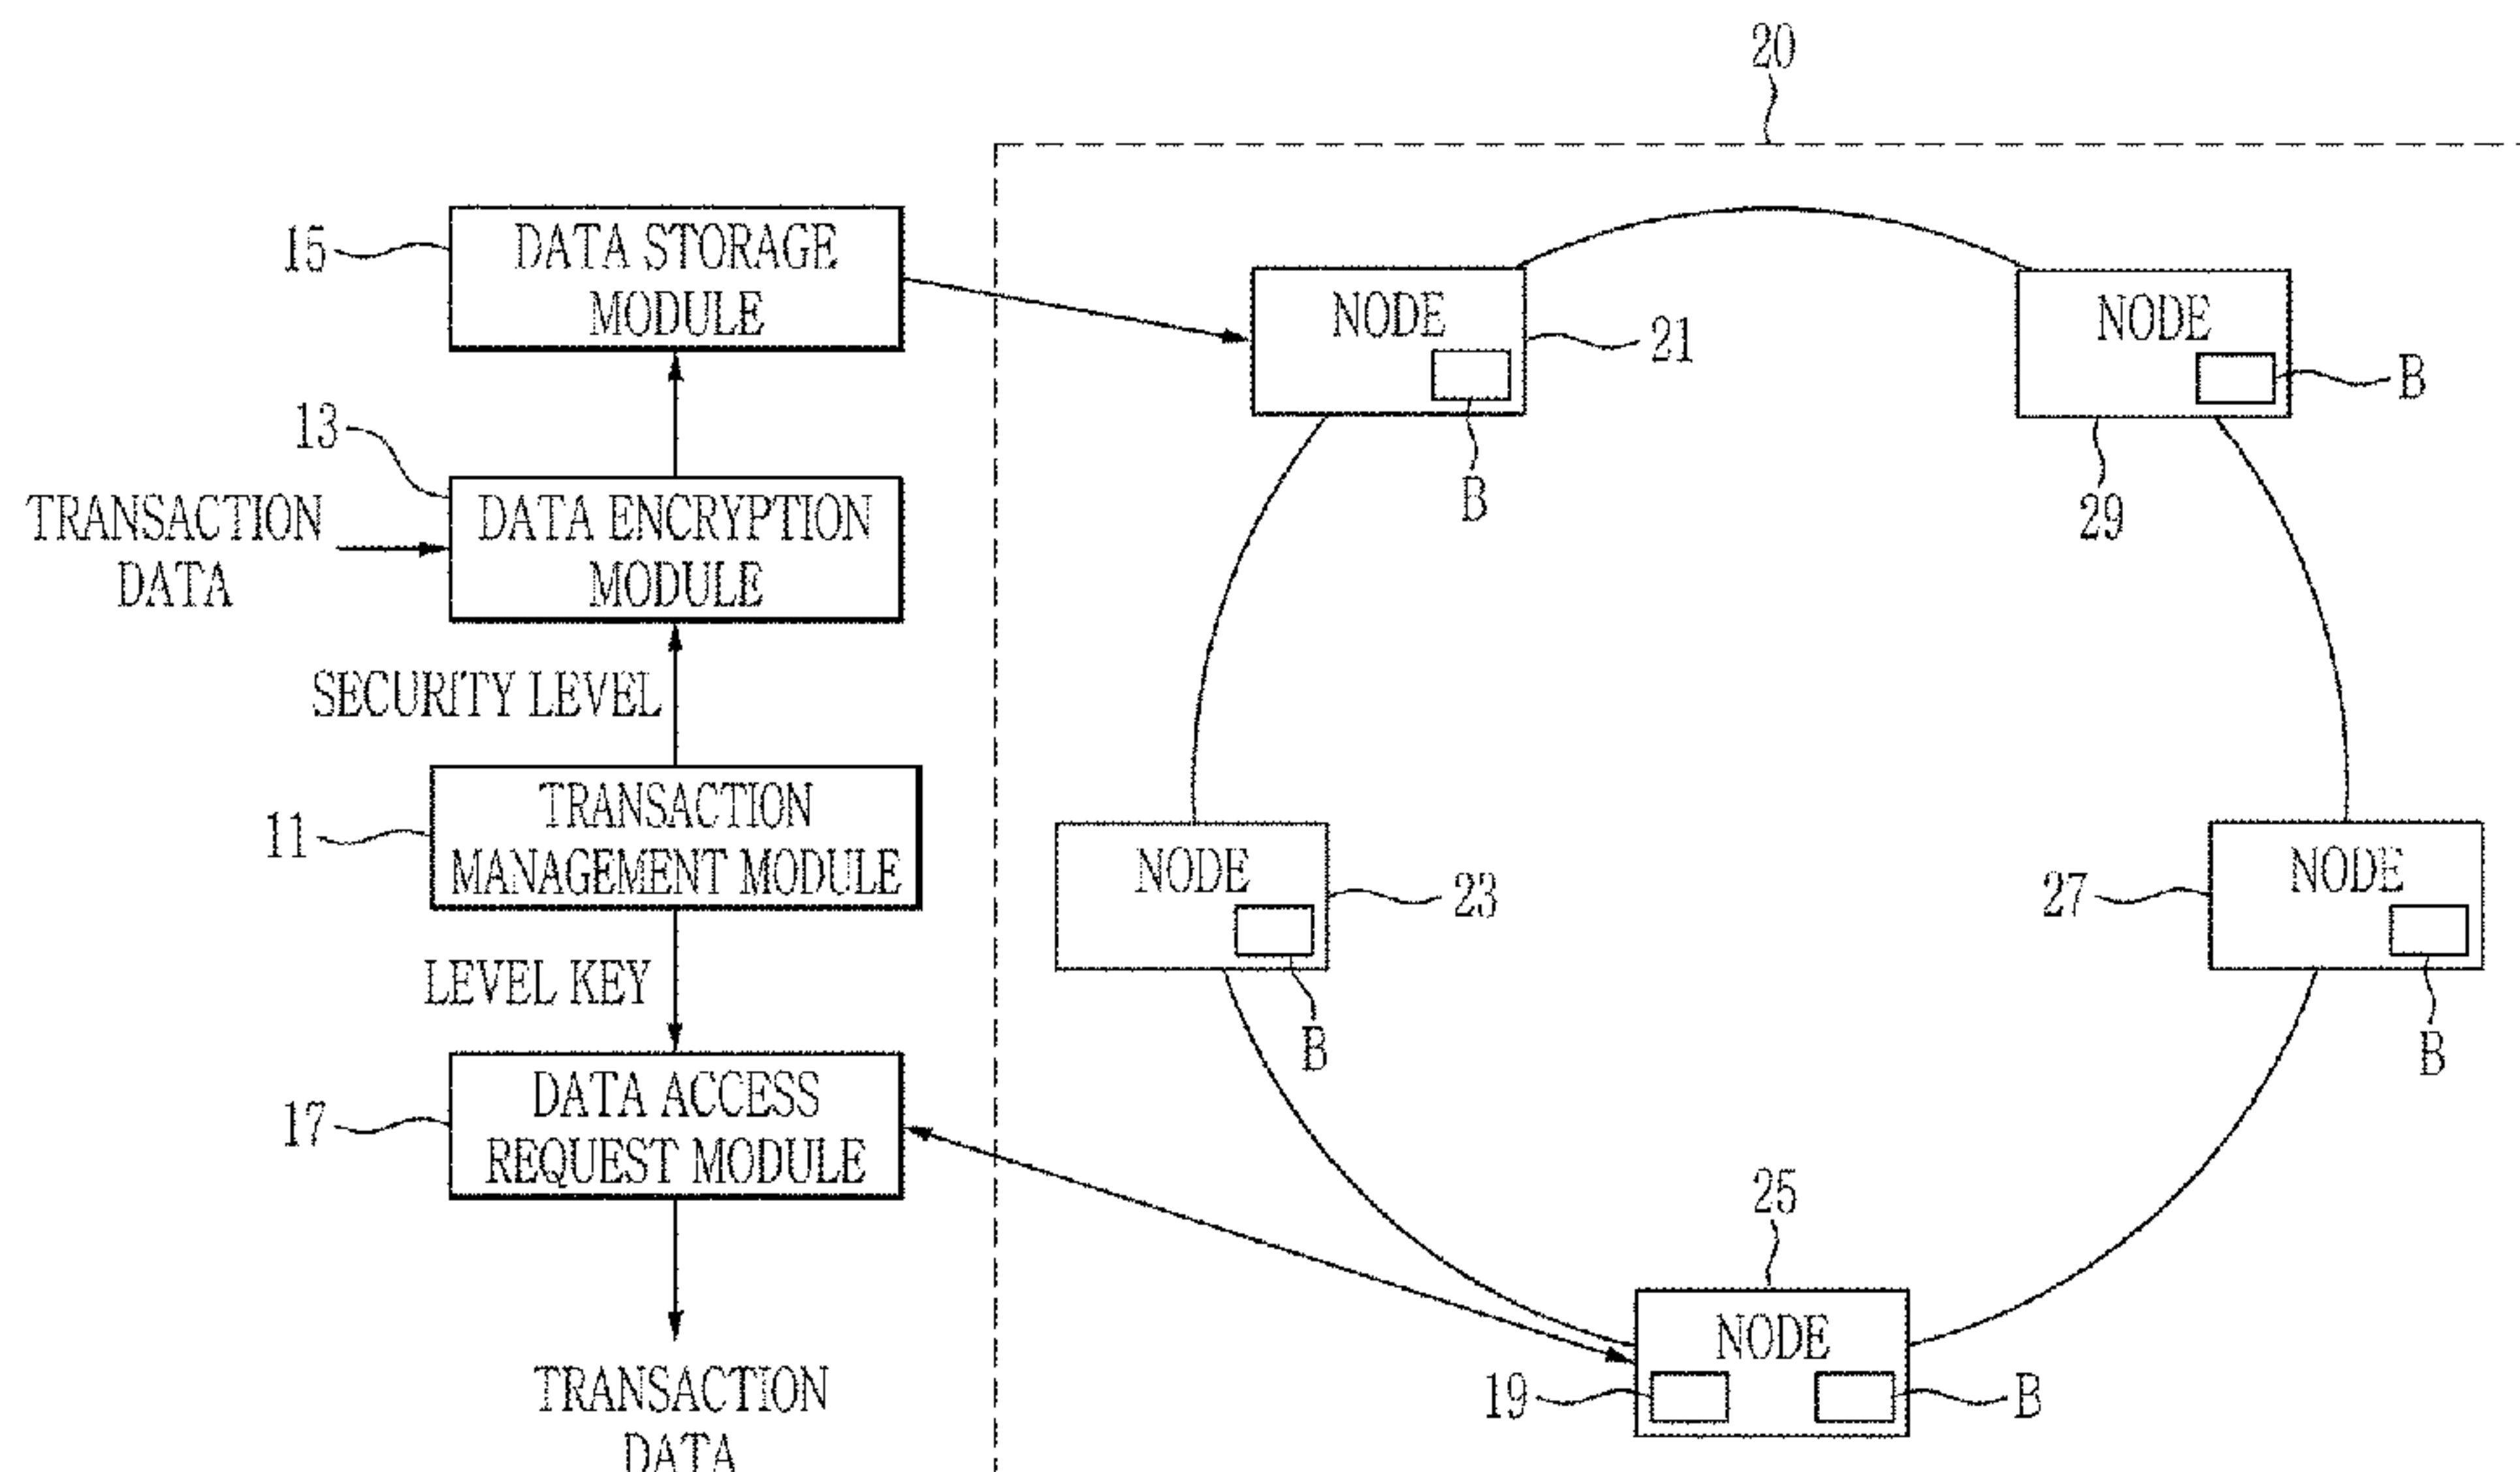 20
15
DATA STORAGE
MODULE
NODE
21
B
NODE
B
29
13
TRANSACTION
DATA
DATA ENCRYPTION
MODULE
SECURITY LEVEL
11
TRANSACTION
MANAGEMENT MODULE
NODE
23
B
27
NODE
B
LEVEL KEY
17
DATA ACCESS
REQUEST MODULE
25
NODE
19
B
TRANSACTION
DATA